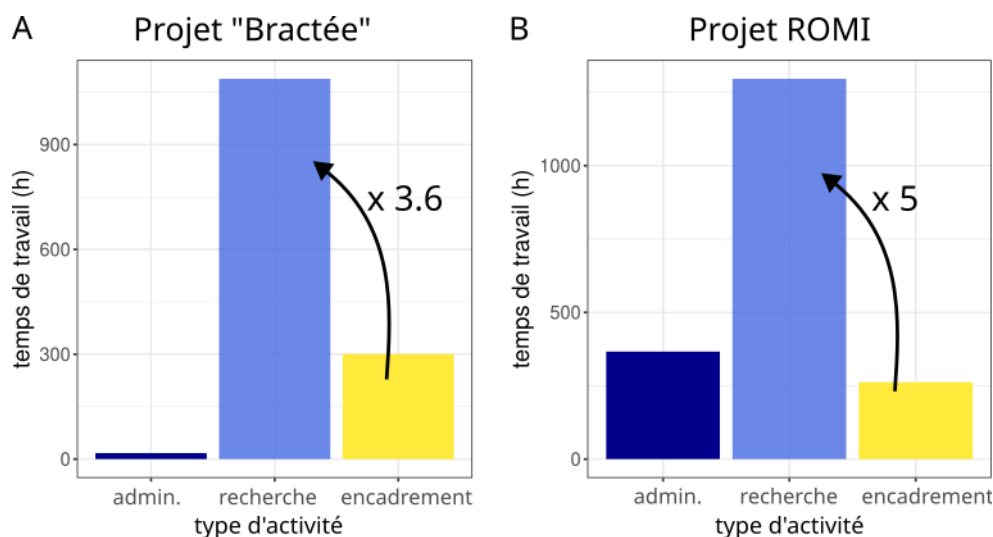 A
Projet "Bractée"
temps de travail (h)
900
600
300
0
x 3.6
admin. recherche encadrement
type d'activité
B
Projet ROMI
temps de travail (h)
1000
500
0
x 5
admin. recherche encadrement
type d'activité